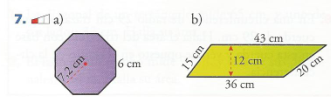 7. a) b)
7,2 cm
6 cm
43 cm
15 cm
12 cm
20 cm
36 cm